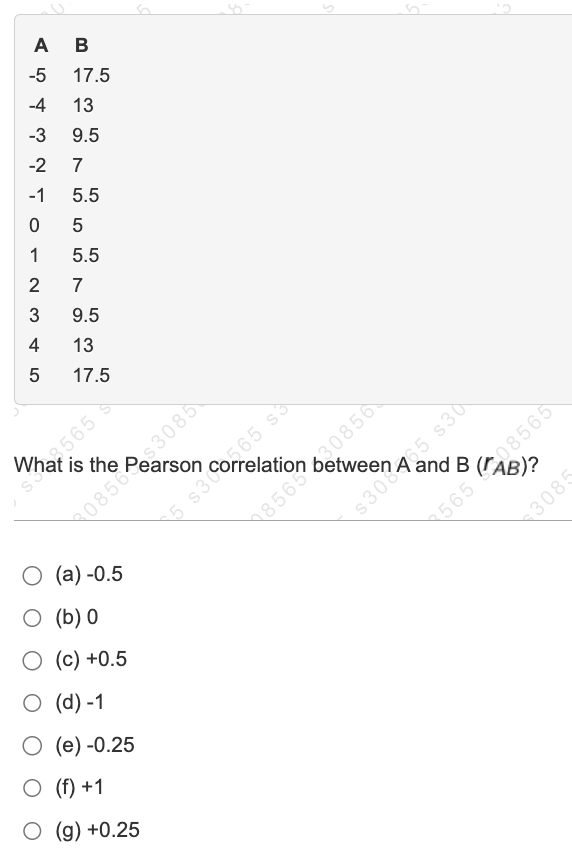 A B
-5 17.5
-4 13
-3 9.5
-2 7
-1 5.5
0 5
1 5.5
2 7
3 9.5
4 13
5 17.5
What is the Pearson correlation between A and B (rAB)?
(a) -0.5
(b) 0
(c) +0.5
(d) -1
(e) -0.25
(f) +1
(g) +0.25